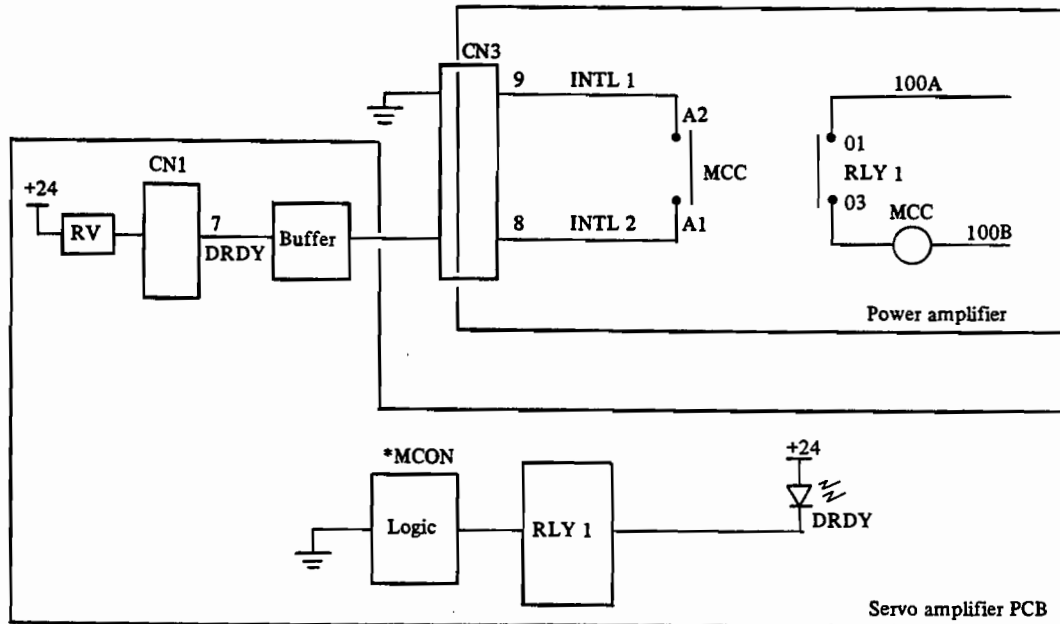 CN3
9 INTL 1
100A
A2
01
CN1
MCC
RLY 1
+24
03
7
MCC
RV
Buffer
8 INTL 2
A1
100B
DRDY
Power amplifier
*MCON
+24
Logic
RLY 1
DRDY
Servo amplifier PCB